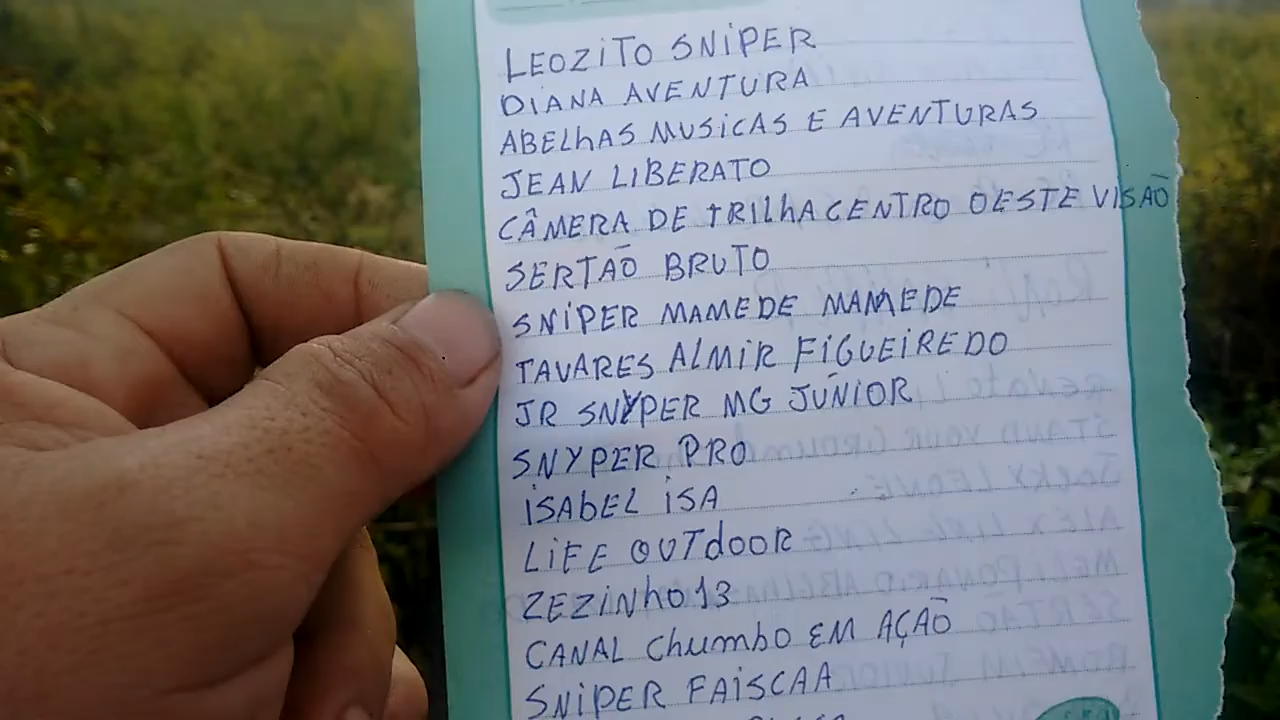 LEOZITO SNIPER
DIANA AVENTURA
ABELhAS MUSICAS E AVENTURAS
JEAN LIBERATO
CÂMERA DE tRILhA CENTRO OESTE VISÃO
SERTÃO BRUTO
SNIPER MAMEDE MAMEDE
TAVARES ALMIR FIGUEIREDO
JR SNYPER MG JÚNIOR
SNYPER PRO
iSAbEL iSA
LIFE OUTdOOR
ZEZINhO13
CANAL Chumbo EM AÇÃO
SNIPER FAISCAA